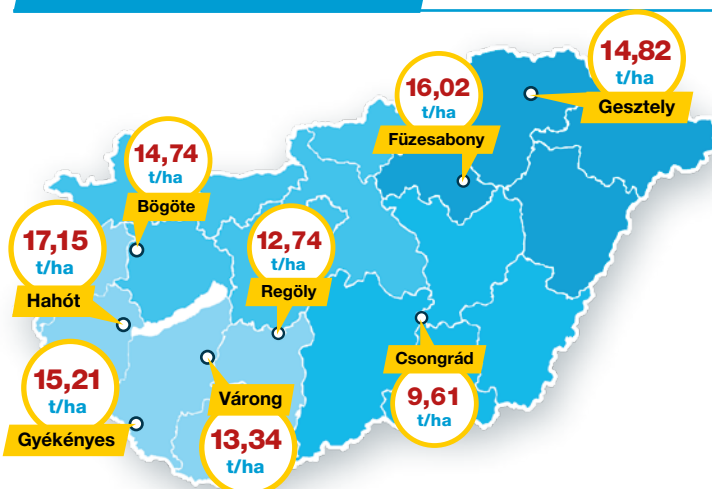 14,82
t/ha
Gesztely
16,02
t/ha
Füzesabony
14,74
t/ha
Bögöte
17,15
t/ha
Hahót
12,74
t/ha
Regöly
Csongrád
9,61
t/ha
15,21
t/ha
Gyékényes
Várong
13,34
t/ha